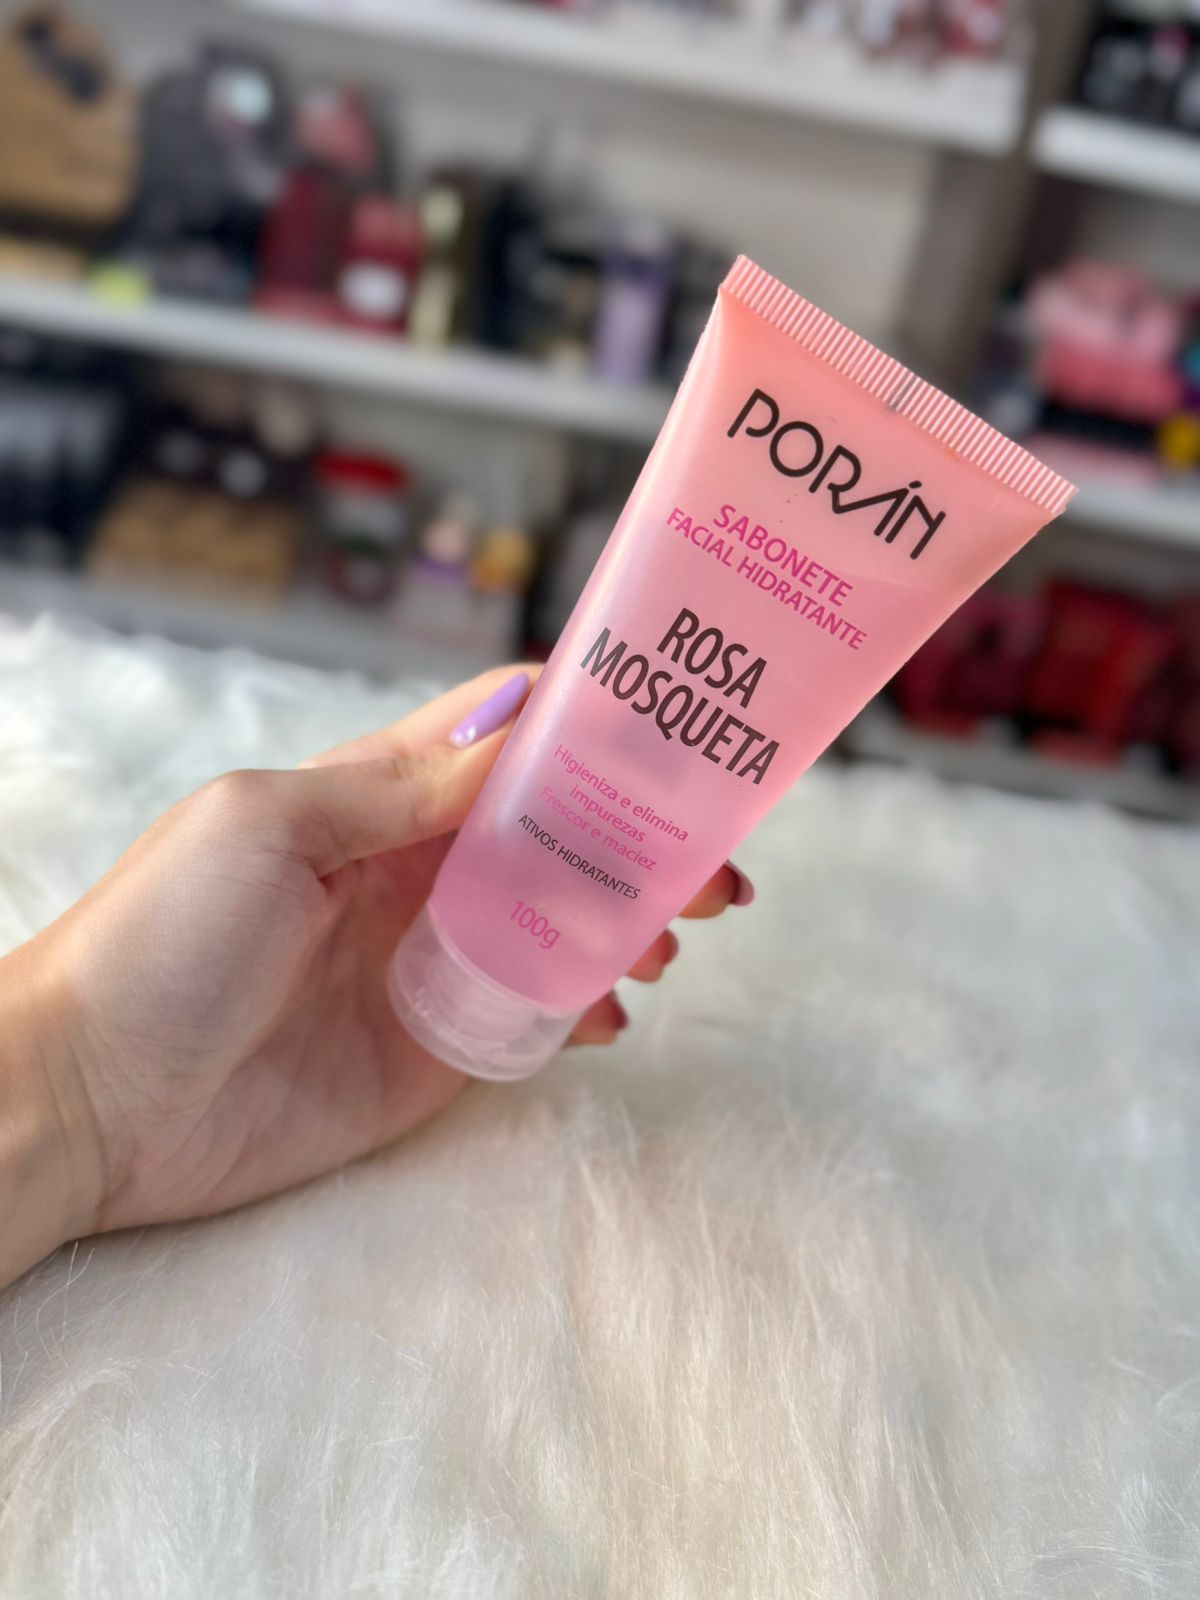 PORÁN
SABONETE
FACIAL HIDRATANTE
ROSA
MOSQUETA
Higieniza e elimina
impurezas
Frescor e maciez
ATIVOS HIDRATANTES
100g